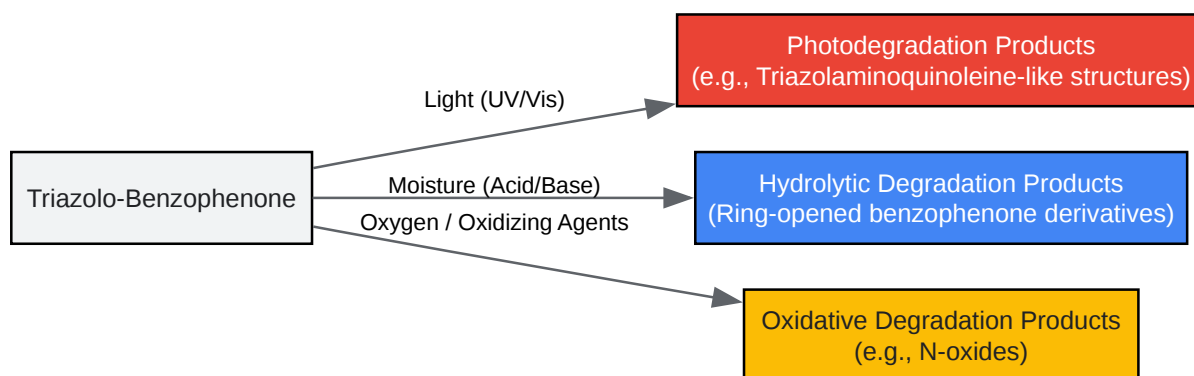 Photodegradation Products
(e.g., Triazolaminoquinoleine-like structures)
Light (UV/Vis)
Triazolo-Benzophenone
Moisture (Acid/Base)
Hydrolytic Degradation Products
(Ring-opened benzophenone derivatives)
Oxygen / Oxidizing Agents
Oxidative Degradation Products
(e.g., N-oxides)